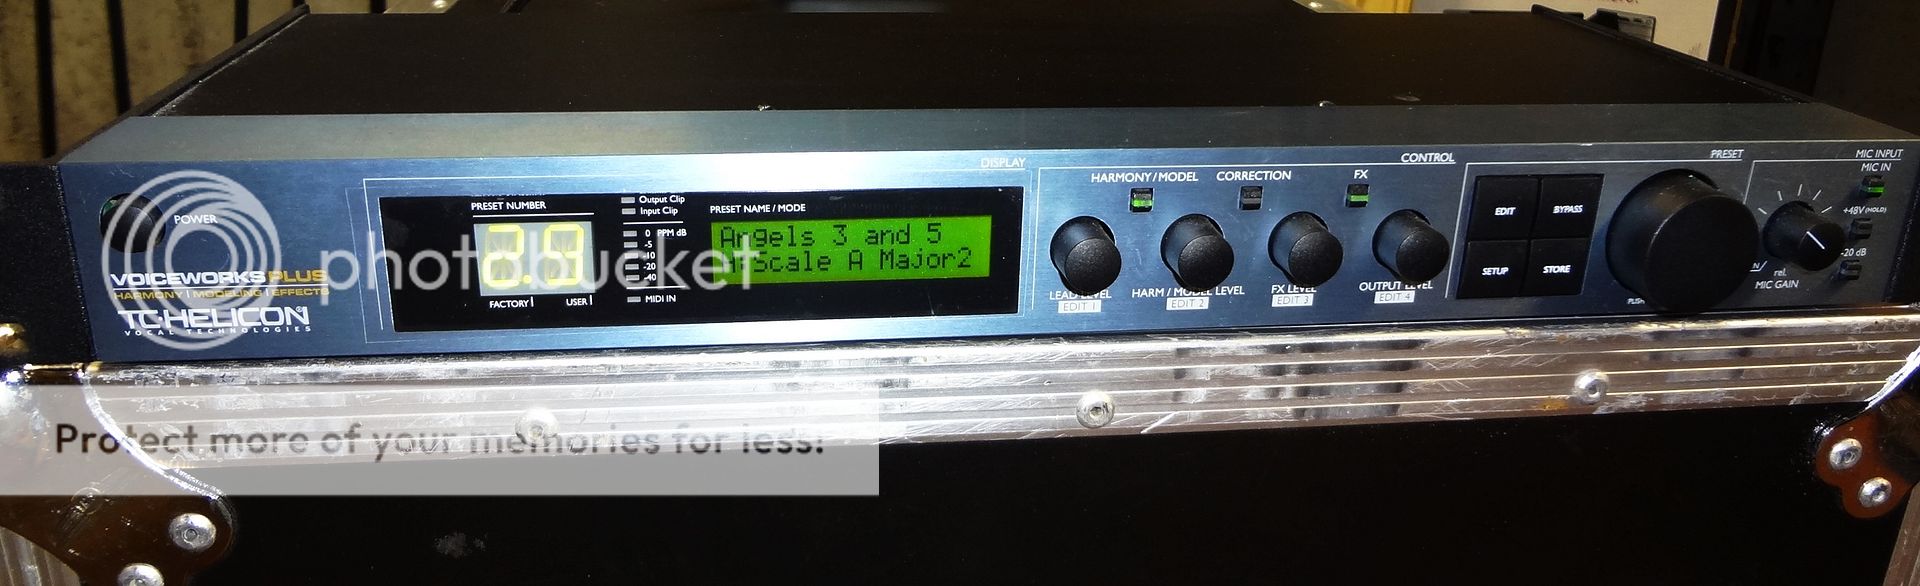 POWER
VOICEWORKS PLUS
HARMONY | MODELING | EFFECTS
TC·HELICON®
VOCAL TECHNOLOGIES
DISPLAY
PRESET NUMBER
FACTORY
USER
Output Clip
Input Clip
0 PPM dB
-5
-10
-20
-40
MIDI IN
PRESET NAME / MODE
Angels 3 and 5
Scale A Major2
CONTROL
HARMONY / MODEL
CORRECTION
FX
LEAD LEVEL
EDIT 1
HARM / MODEL LEVEL
EDIT 2
FX LEVEL
EDIT 3
OUTPUT LEVEL
EDIT 4
EDIT
BYPASS
SETUP
STORE
PRESET
MIC INPUT
MIC IN
+48V (HOLD)
-20 dB
rel.
MIC GAIN
photobucket
Protect more of your memories for less!